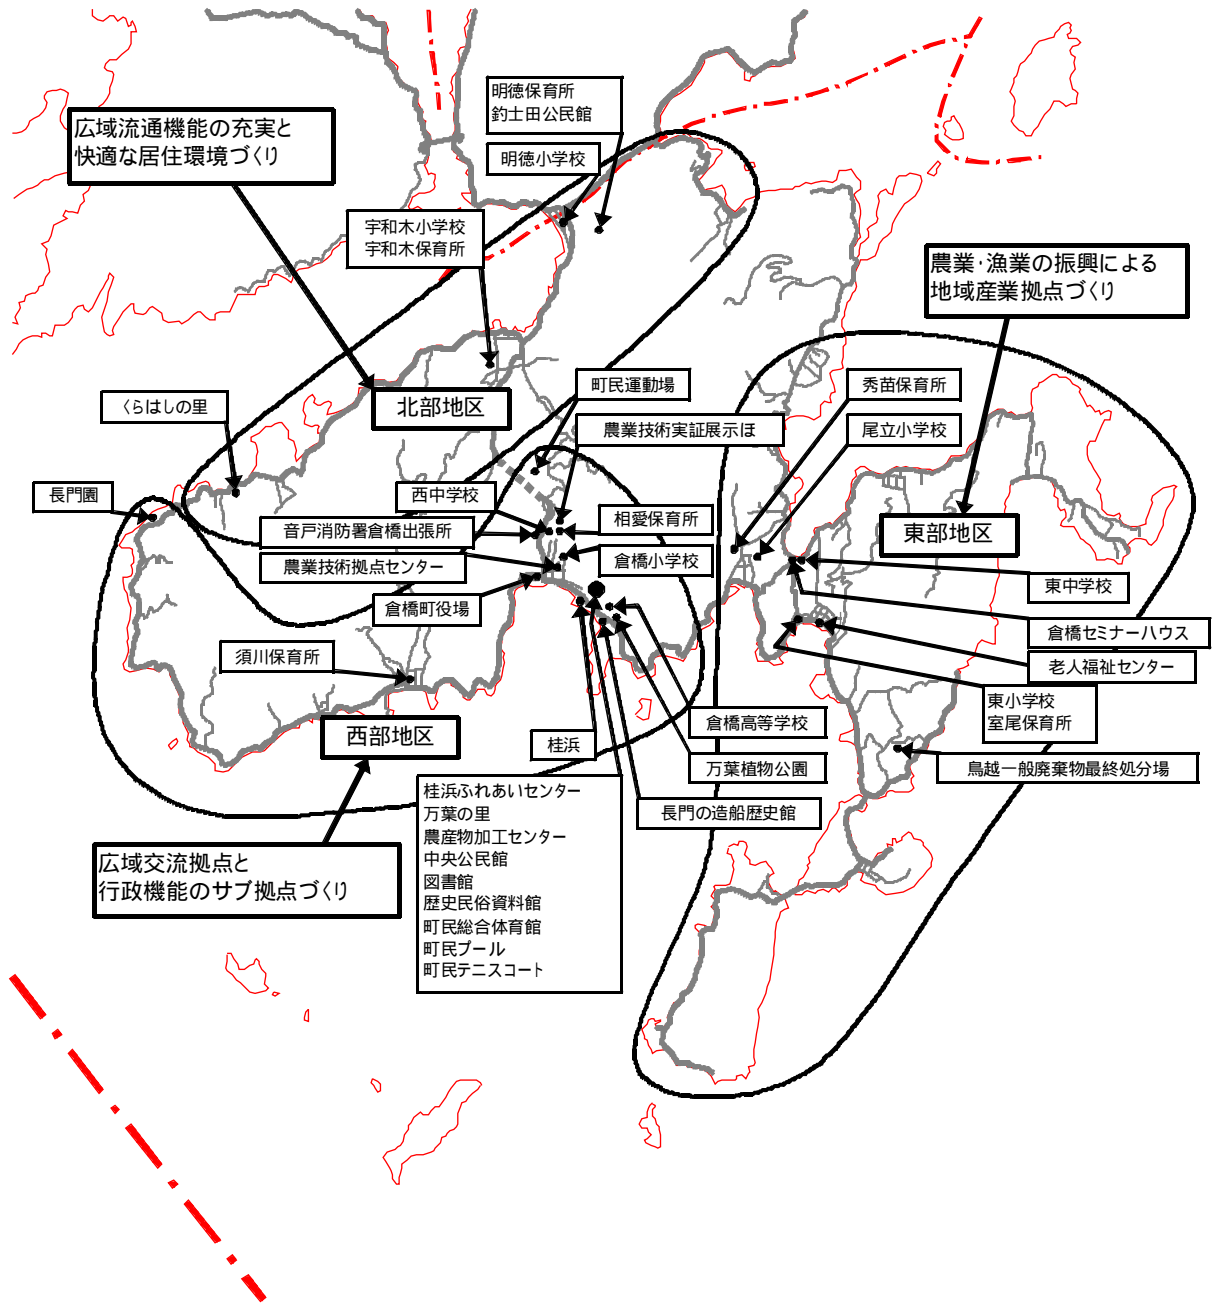 明徳保育所
釣士田公民館
広域流通機能の充実と
快適な居住環境づくり
明徳小学校
宇和木小学校
宇和木保育所
農業・漁業の振興による
地域産業拠点づくり
町民運動場
秀苗保育所
くらはしの里
北部地区
農業技術実証展示ほ
尾立小学校
長門園
西中学校
相愛保育所
音戸消防署倉橋出張所
東部地区
農業技術拠点センター
倉橋小学校
東中学校
倉橋町役場
倉橋セミナーハウス
須川保育所
老人福祉センター
東小学校
室尾保育所
西部地区
倉橋高等学校
桂浜
万葉植物公園
鳥越一般廃棄物最終処分場
桂浜ふれあいセンター
万葉の里
農産物加工センター
中央公民館
図書館
歴史民俗資料館
町民総合体育館
町民プール
町民テニスコート
長門の造船歴史館
広域交流拠点と
行政機能のサブ拠点づくり